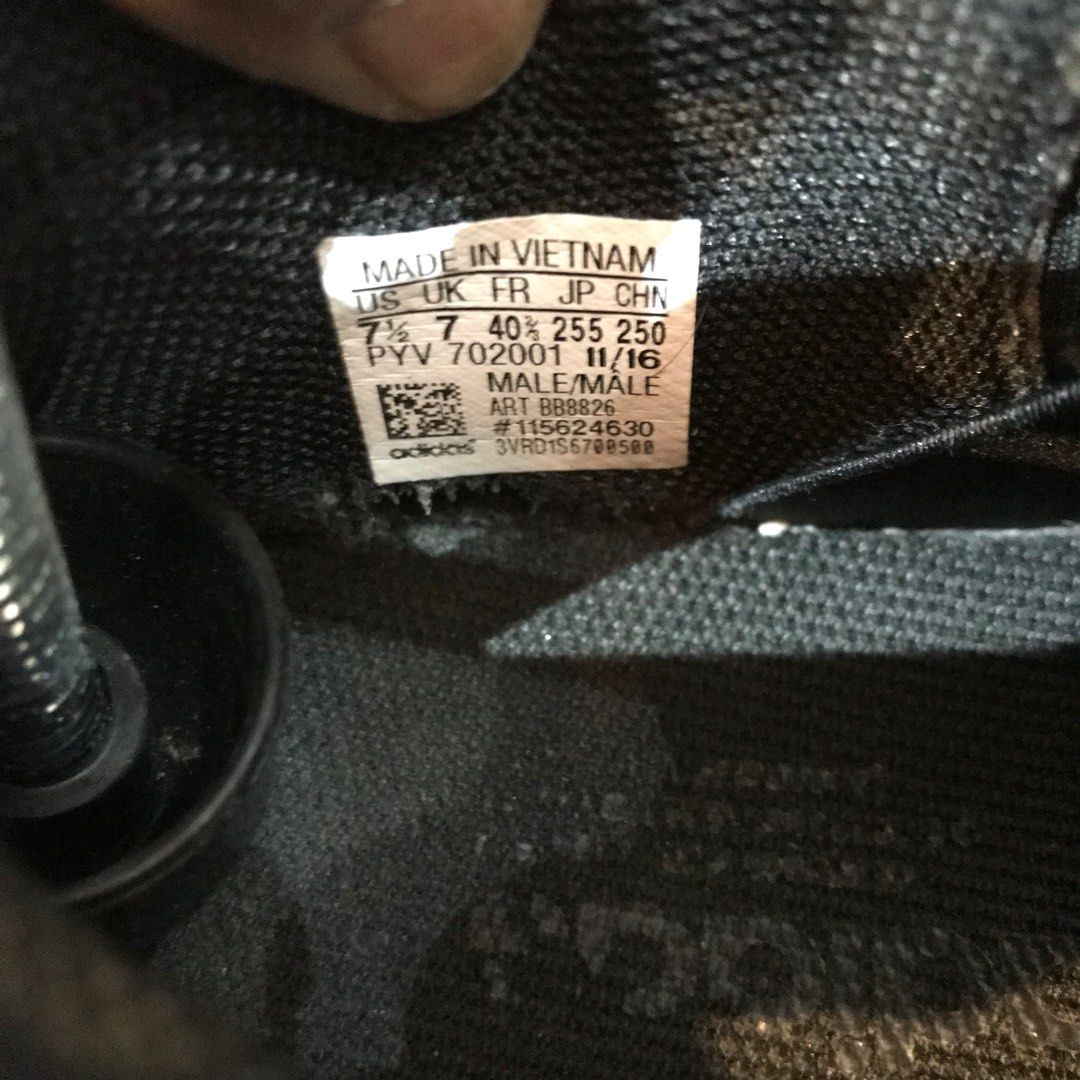 MADE IN VIETNAM
US UK FR JP CHN
7½ 7 40⅔ 255 250
PYV 702001 11/16
MALE/MÂLE
ART BB8826
#115624630
adidas 3VRD1S6700500